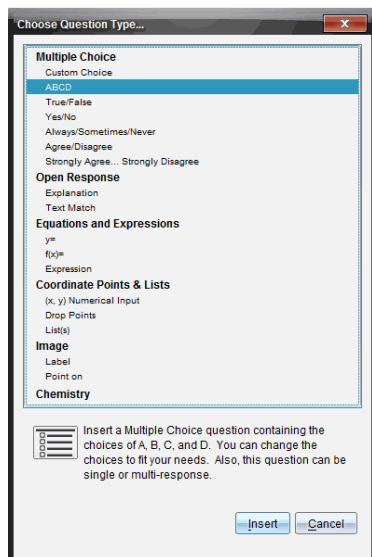 Choose Question Type...
Multiple Choice
Custom Choice
ABCD
True/False
Yes/No
Always/Sometimes/Never
Agree/Disagree
Strongly Agree... Strongly Disagree
Open Response
Explanation
Text Match
Equations and Expressions
y=
f(x)=
Expression
Coordinate Points & Lists
(x, y) Numerical Input
Drop Points
List(s)
Image
Label
Point on
Chemistry
Insert a Multiple Choice question containing the
choices of A, B, C, and D. You can change the
choices to fit your needs. Also, this question can be
single or multi-response.
Insert Cancel